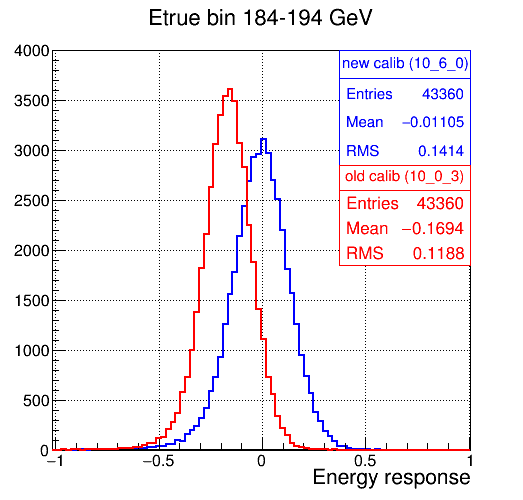 Etrue bin 184-194 GeV
new calib (10_6_0)
Entries 43360
Mean −0.01105
RMS 0.1414
old calib (10_0_3)
Entries 43360
Mean −0.1694
RMS 0.1188
4000
3500
3000
2500
2000
1500
1000
500
0
−1 −0.5 0 0.5 1
Energy response